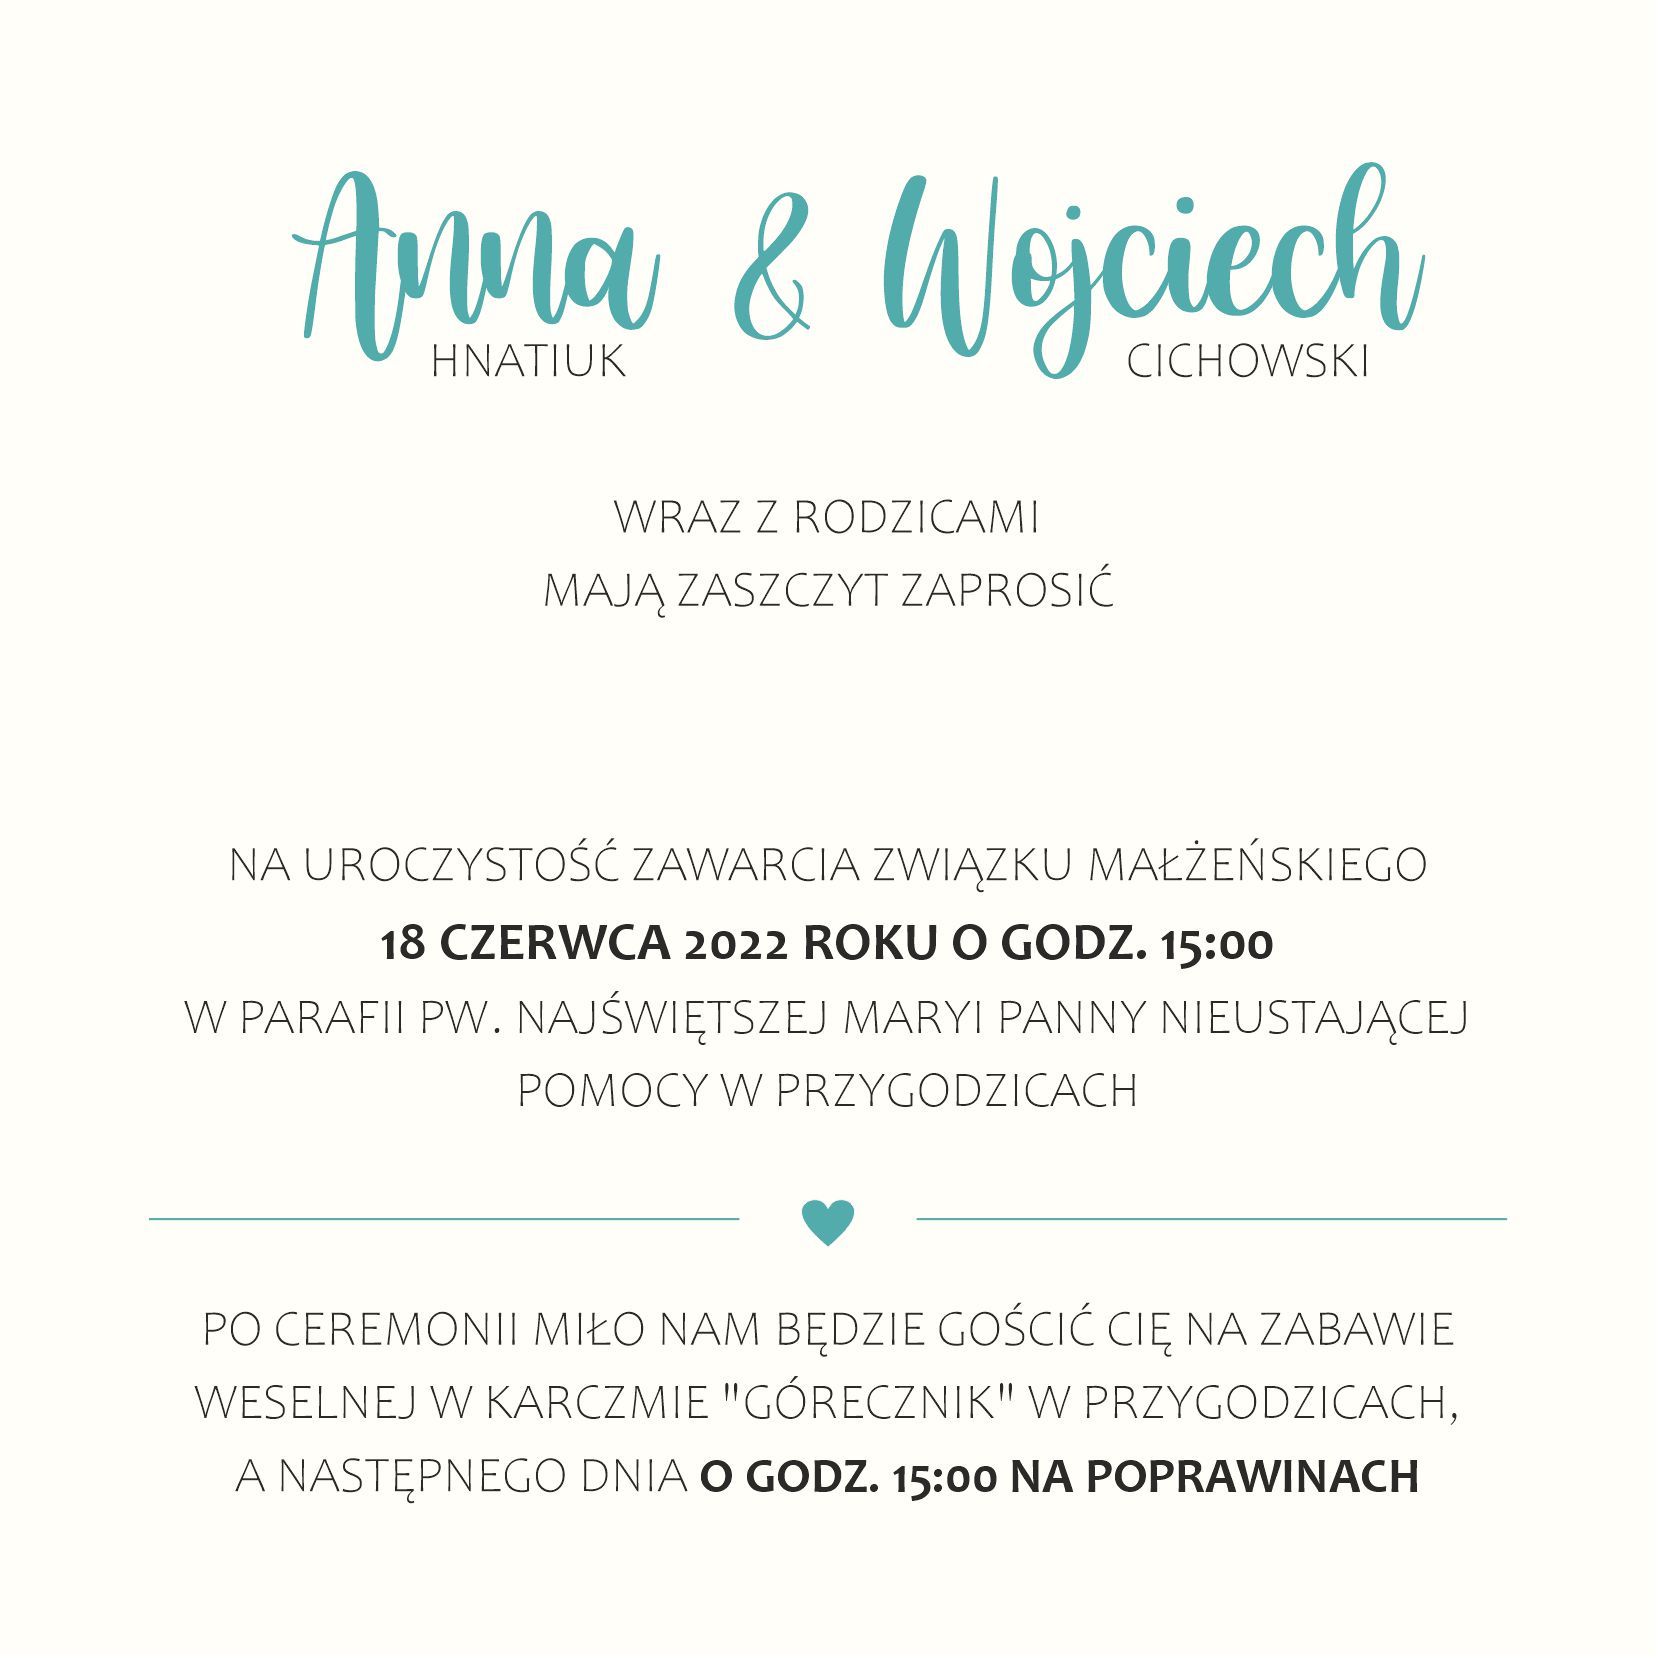 Anna & Wojciech
HNATIUK CICHOWSKI
WRAZ Z RODZICAMI
MAJĄ ZASZCZYT ZAPROSIĆ
NA UROCZYSTOŚĆ ZAWARCIA ZWIĄZKU MAŁŻEŃSKIEGO
18 CZERWCA 2022 ROKU O GODZ. 15:00
W PARAFII PW. NAJŚWIĘTSZEJ MARYI PANNY NIEUSTAJĄCEJ
POMOCY W PRZYGODZICACH
PO CEREMONII MIŁO NAM BĘDZIE GOŚCIĆ CIĘ NA ZABAWIE
WESELNEJ W KARCZMIE "GÓRECZNIK" W PRZYGODZICACH,
A NASTĘPNEGO DNIA O GODZ. 15:00 NA POPRAWINACH